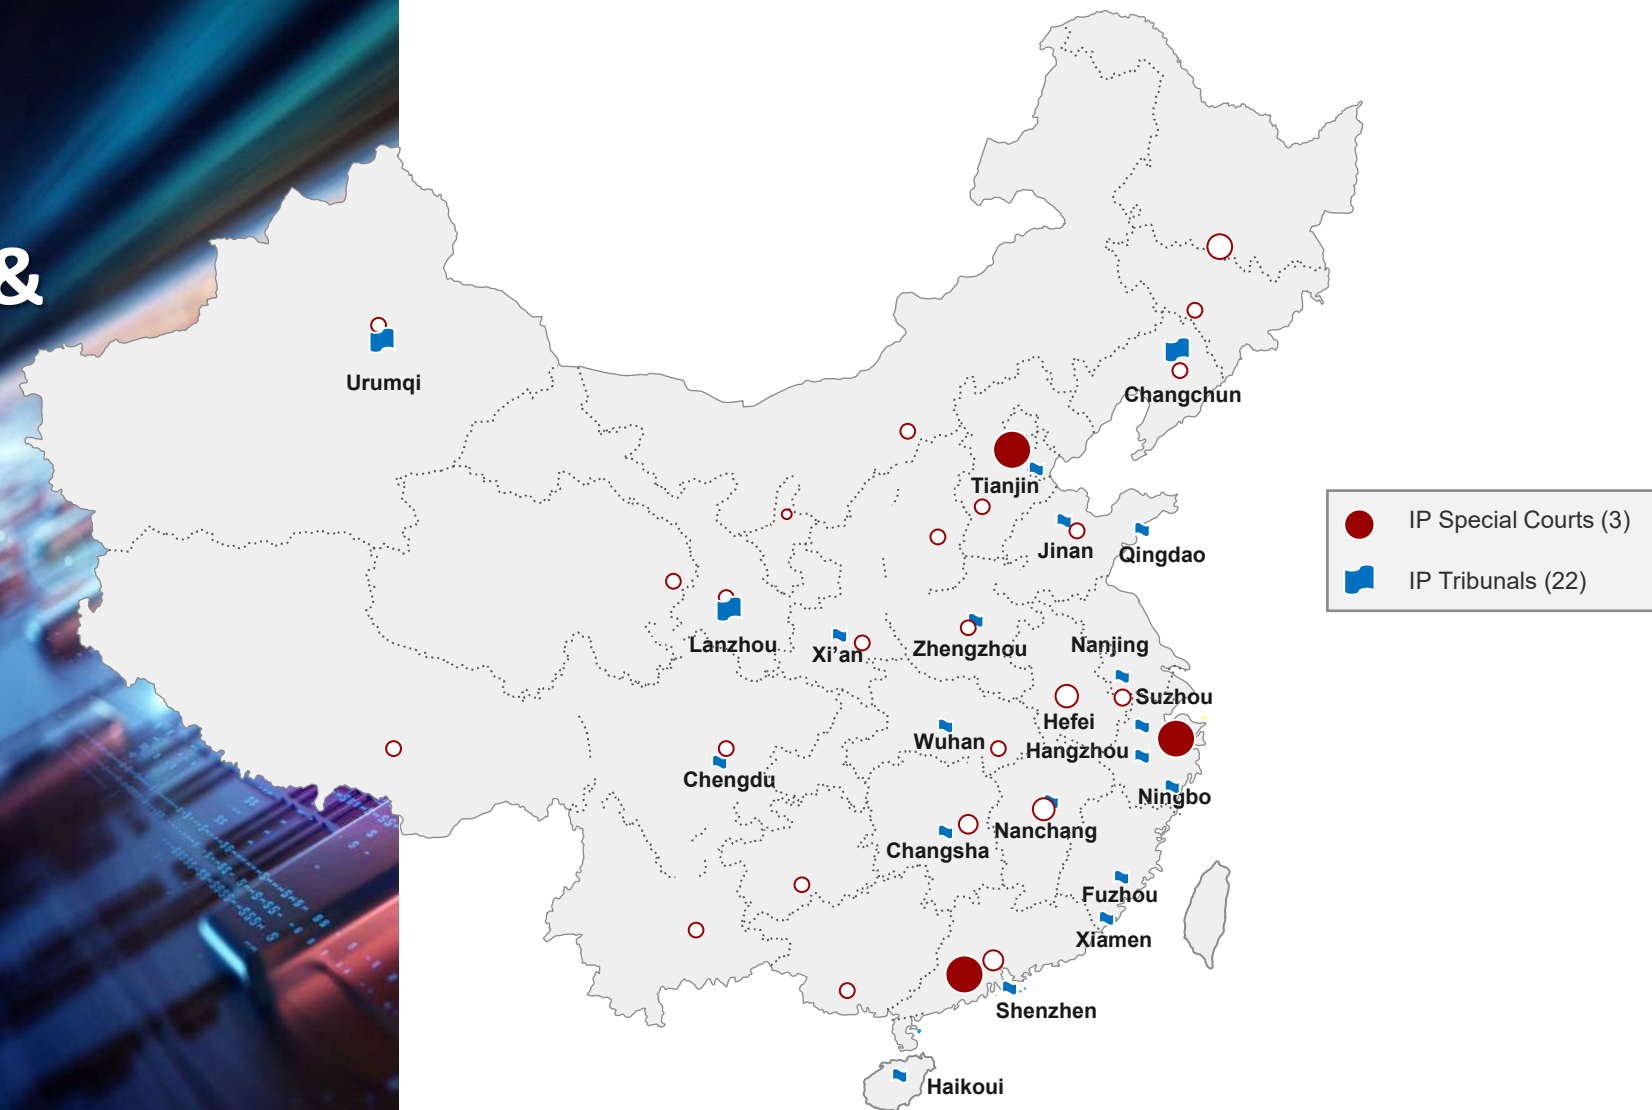 &
Urumqi
Changchun
Tianjin
Jinan
Qingdao
IP Special Courts (3)
IP Tribunals (22)
Lanzhou
Xi’an
Zhengzhou
Nanjing
Suzhou
Hefei
Wuhan
Hangzhou
Chengdu
Ningbo
Nanchang
Changsha
Fuzhou
Xiamen
Shenzhen
Haikoui